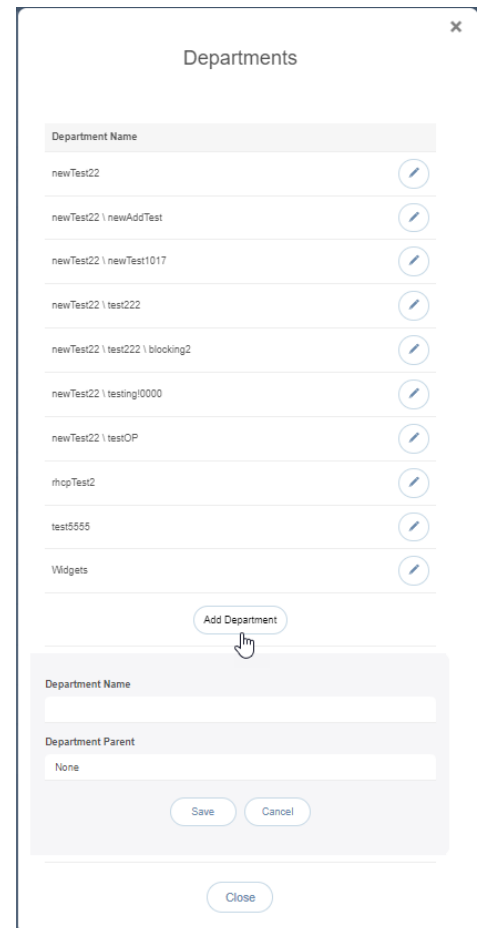 Departments
Department Name
newTest22
newTest22 \ newAddTest
newTest22 \ newTest1017
newTest22 \ test222
newTest22 \ test222 \ blocking2
newTest22 \ testing!0000
newTest22 \ testOP
rhcpTest2
test5555
Widgets
Add Department
Department Name
Department Parent
None
Save Cancel
Close